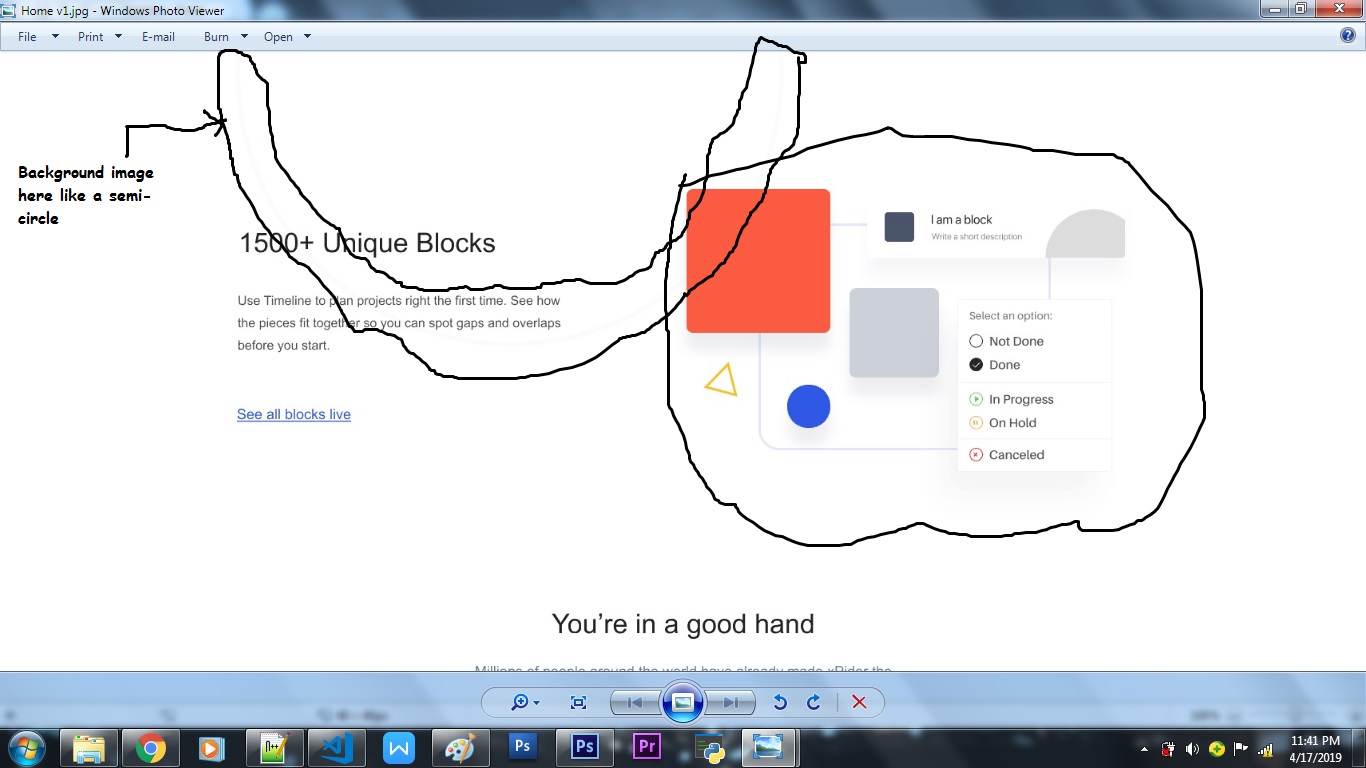 Home v1.jpg - Windows Photo Viewer
File Print E-mail Burn Open
Background image
here like a semi-
circle
1500+ Unique Blocks
Use Timeline to plan projects right the first time. See how
the pieces fit together so you can spot gaps and overlaps
before you start.
See all blocks live
I am a block
Write a short description
Select an option:
Not Done
Done
In Progress
On Hold
Canceled
You’re in a good hand
Millions of people around the world have already made xRider the
n++ W Ps Ps Pr
11:41 PM
4/17/2019